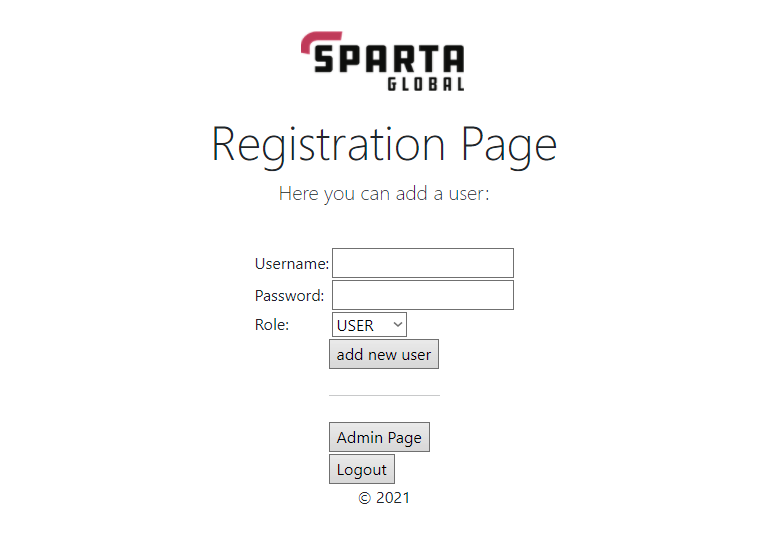 SPARTA
GLOBAL
Registration Page
Here you can add a user:
Username:
Password:
Role: USER
add new user
Admin Page
Logout
© 2021